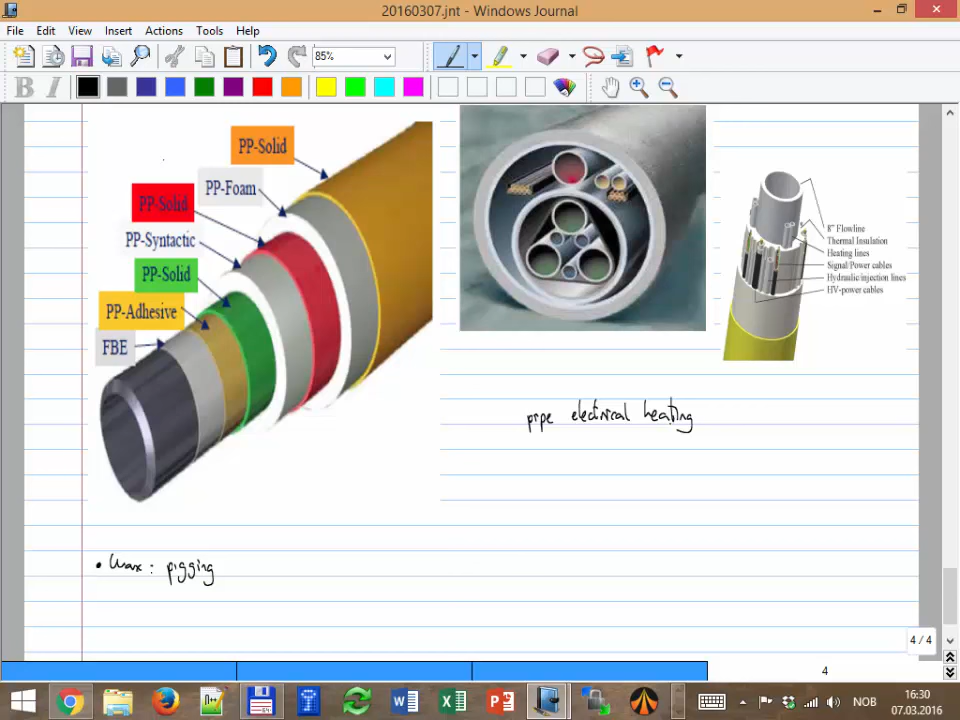 20160307.jnt - Windows Journal
File Edit View Insert Actions Tools Help
85%
B I
PP-Solid
PP-Foam
PP-Solid
PP-Syntactic
PP-Solid
PP-Adhesive
FBE
8" Flowline
Thermal Insulation
Heating lines
Signal/Power cables
Hydraulic/injection lines
HV-power cables
pipe electrical heating
• Wax : pigging
4 / 4
4
NOB
16:30
07.03.2016